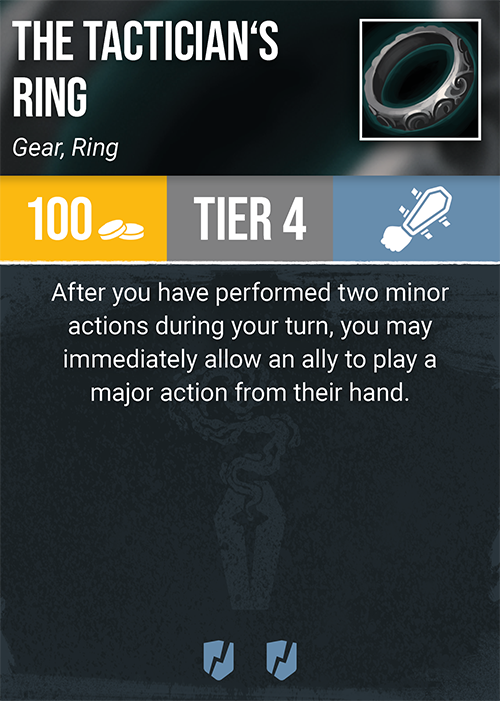 THE TACTICIAN‘S
RING
Gear, Ring
100
TIER 4
After you have performed two minor
actions during your turn, you may
immediately allow an ally to play a
major action from their hand.